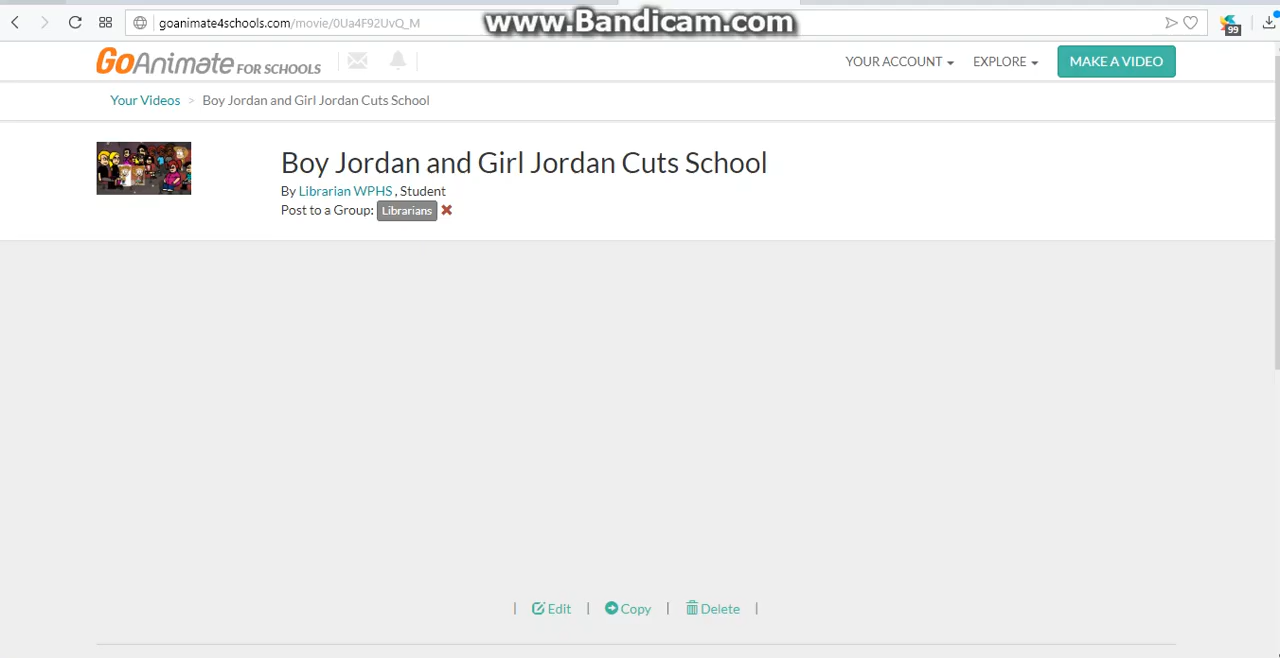 www.Bandicam.com
goanimate4schools.com/movie/0Ua4F92UvQ_M
99
GoAnimate FOR SCHOOLS
YOUR ACCOUNT
EXPLORE
MAKE A VIDEO
Your Videos > Boy Jordan and Girl Jordan Cuts School
Boy Jordan and Girl Jordan Cuts School
By Librarian WPHS , Student
Post to a Group: Librarians
| Edit | Copy | Delete |